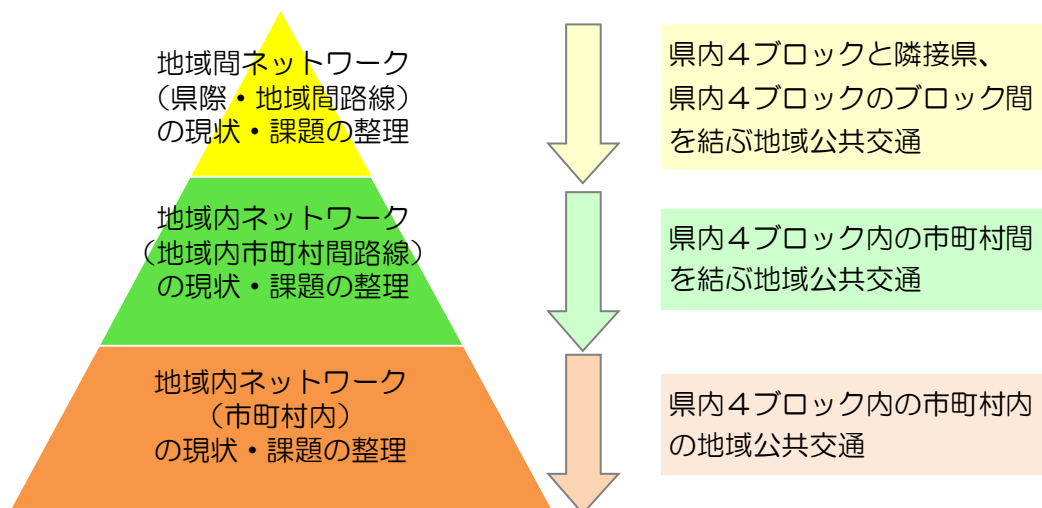 地域間ネットワーク
（県際・地域間路線）
の現状・課題の整理
県内４ブロックと隣接県、
県内４ブロックのブロック間
を結ぶ地域公共交通
地域内ネットワーク
（地域内市町村間路線）
の現状・課題の整理
県内４ブロック内の市町村間
を結ぶ地域公共交通
地域内ネットワーク
（市町村内）
の現状・課題の整理
県内４ブロック内の市町村内
の地域公共交通